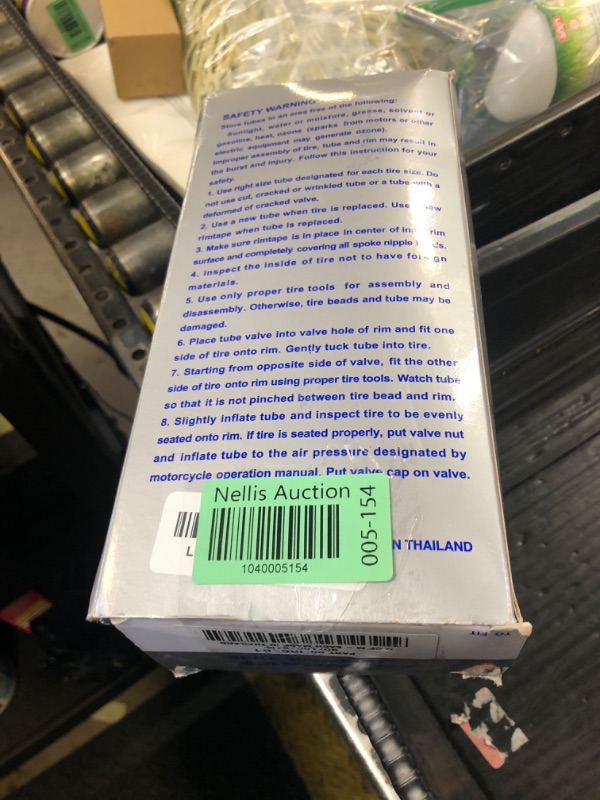 SAFETY WARNING
Store tubes in an area free of the following:
Sunlight, water or moisture, grease, solvent or
gasoline, heat, ozone (sparks from motors or other
electric equipment may generate ozone).
Improper assembly of tire, tube and rim may result in
the burst and injury. Follow this instruction for your
safety.
1. Use right size tube designated for each tire size. Do
not use cut, cracked or wrinkled tube or a tube with a
deformed of cracked valve.
2. Use a new tube when tire is replaced. Use new
rimtape when tube is replaced.
3. Make sure rimtape is in place in center of rim
surface and completely covering all spoke nipple
4. Inspect the inside of tire not to have foreign
materials.
5. Use only proper tire tools for assembly and
disassembly. Otherwise, tire beads and tube may be
damaged.
6. Place tube valve into valve hole of rim and fit one
side of tire onto rim. Gently tuck tube into tire.
7. Starting from opposite side of valve, fit the other
side of tire onto rim using proper tire tools. Watch tube
so that it is not pinched between tire bead and rim.
8. Slightly inflate tube and inspect tire to be evenly
seated onto rim. If tire is seated properly, put valve nut
and inflate tube to the air pressure designated by
motorcycle operation manual. Put valve cap on valve.
Nellis Auction
1040005154
005-154
L
N THAILAND
TO FIT